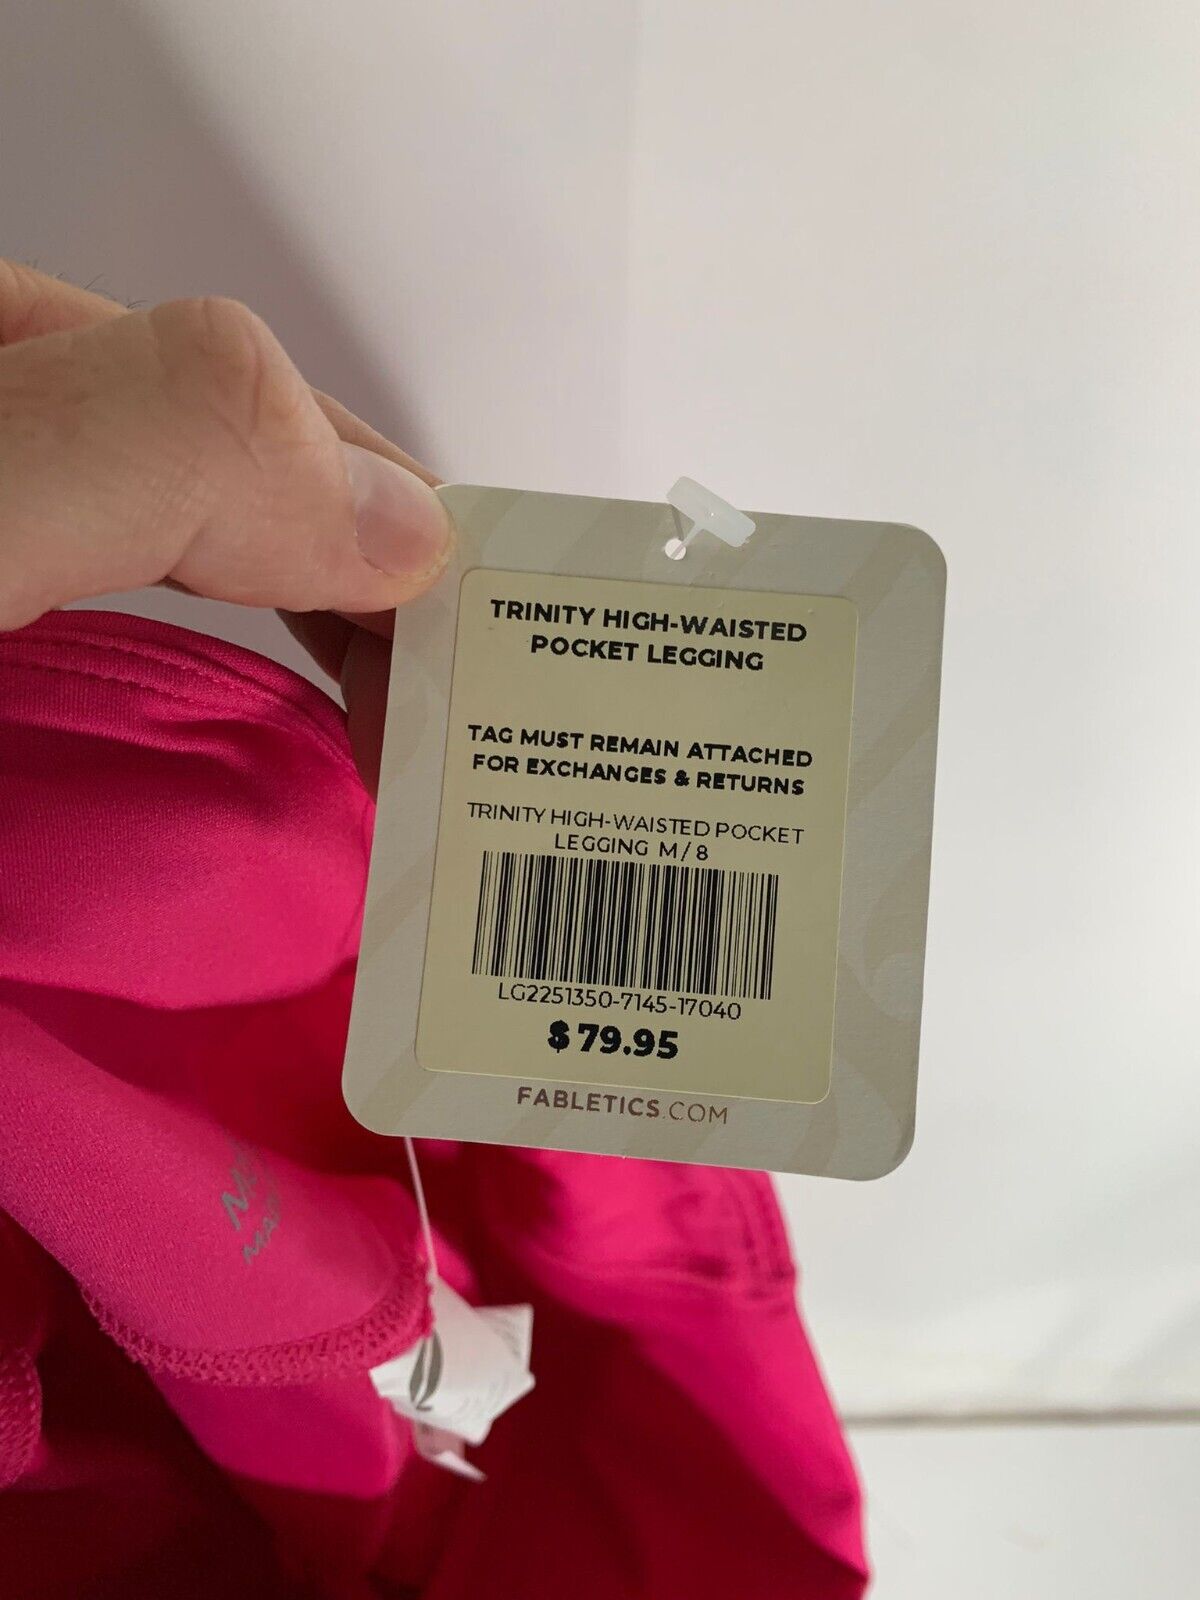 TRINITY HIGH-WAISTED
POCKET LEGGING
TAG MUST REMAIN ATTACHED
FOR EXCHANGES & RETURNS
TRINITY HIGH-WAISTED POCKET
LEGGING M/8
LG2251350-7145-17040
$79.95
FABLETICS.COM